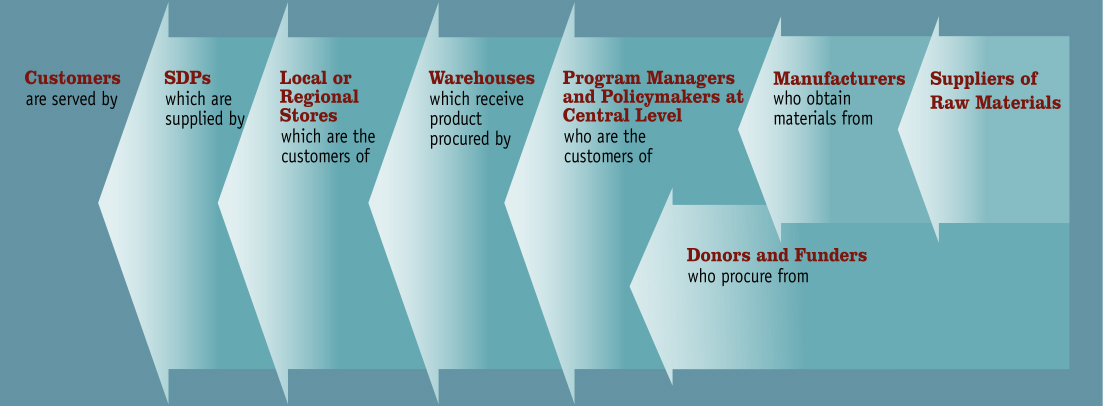 Customers
are served by
SDPs
which are
supplied by
Local or
Regional
Stores
which are the
customers of
Warehouses
which receive
product
procured by
Program Managers
and Policymakers at
Central Level
who are the
customers of
Manufacturers
who obtain
materials from
Suppliers of
Raw Materials
Donors and Funders
who procure from